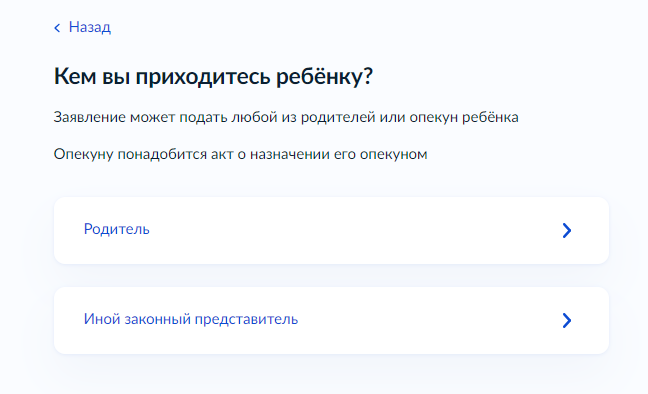 Назад
Кем вы приходитесь ребёнку?
Заявление может подать любой из родителей или опекун ребёнка
Опекуну понадобится акт о назначении его опекуном
Родитель
Иной законный представитель